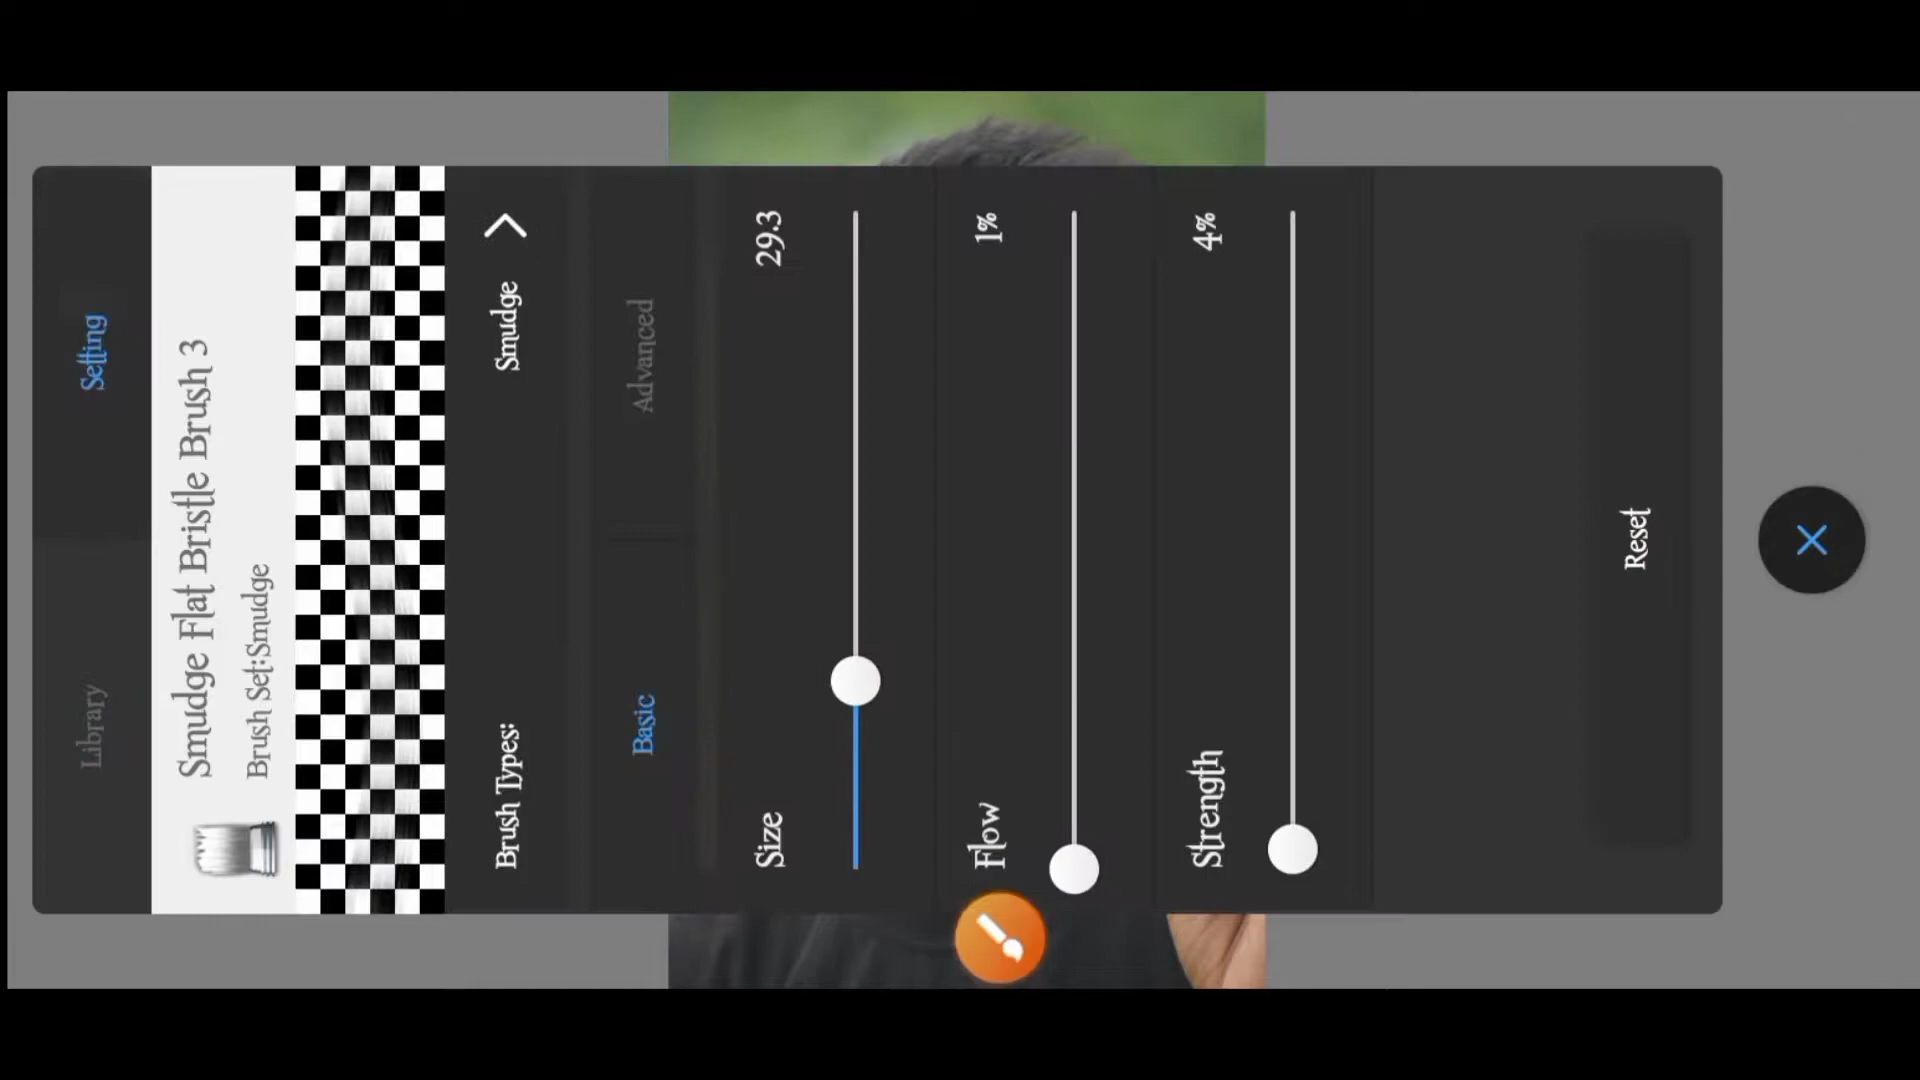 Library Setting
Smudge Flat Bristle Brush 3
Brush Set:Smudge
Brush Types: Smudge
Basic Advanced
Size 29.3
Flow 1%
Strength 4%
Reset